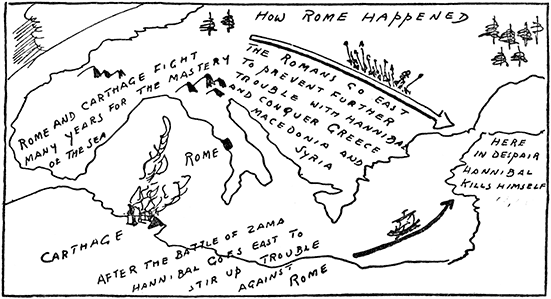 HOW ROME HAPPENED
ROME AND CARTHAGE FIGHT
MANY YEARS FOR THE MASTERY
OF THE SEA
THE ROMANS GO EAST
TO PREVENT FURTHER
TROUBLE WITH HANNIBAL
AND CONQUER GREECE
MACEDONIA AND
SYRIA
ROME
HERE
IN DESPAIR
HANNIBAL
KILLS HIMSELF
CARTHAGE
AFTER THE BATTLE OF ZAMA
HANNIBAL GOES EAST TO
STIR UP TROUBLE
AGAINST ROME